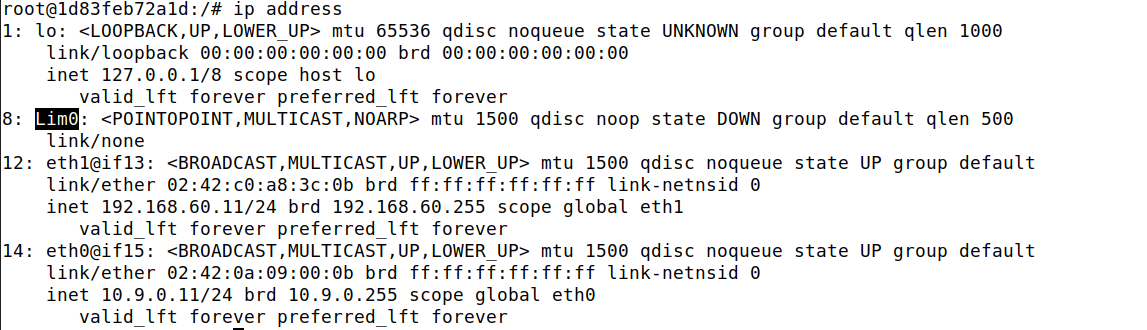 root@1d83feb72a1d:/# ip address
1: lo: <LOOPBACK,UP,LOWER_UP> mtu 65536 qdisc noqueue state UNKNOWN group default qlen 1000
    link/loopback 00:00:00:00:00:00 brd 00:00:00:00:00:00
    inet 127.0.0.1/8 scope host lo
       valid_lft forever preferred_lft forever
8: Lim0: <POINTOPOINT,MULTICAST,NOARP> mtu 1500 qdisc noop state DOWN group default qlen 500
    link/none
12: eth1@if13: <BROADCAST,MULTICAST,UP,LOWER_UP> mtu 1500 qdisc noqueue state UP group default
    link/ether 02:42:c0:a8:3c:0b brd ff:ff:ff:ff:ff:ff link-netnsid 0
    inet 192.168.60.11/24 brd 192.168.60.255 scope global eth1
       valid_lft forever preferred_lft forever
14: eth0@if15: <BROADCAST,MULTICAST,UP,LOWER_UP> mtu 1500 qdisc noqueue state UP group default
    link/ether 02:42:0a:09:00:0b brd ff:ff:ff:ff:ff:ff link-netnsid 0
    inet 10.9.0.11/24 brd 10.9.0.255 scope global eth0
       valid_lft forever preferred_lft forever